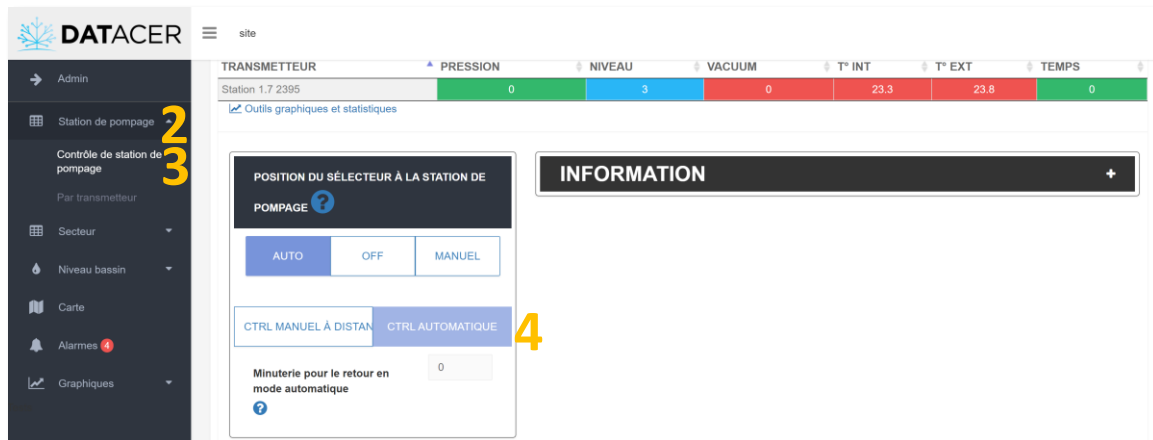 DATACER
site
Admin
Station de pompage 2
Contrôle de station de
pompage
3
Par transmetteur
Secteur
Niveau bassin
Carte
Alarmes 4
Graphiques
TRANSMETTEUR PRESSION NIVEAU VACUUM T° INT T° EXT TEMPS
Station 1.7 2395 0 3 0 23.3 23.8 0
Outils graphiques et statistiques
POSITION DU SÉLECTEUR À LA STATION DE
POMPAGE ?
AUTO OFF MANUEL
CTRL MANUEL À DISTAN CTRL AUTOMATIQUE 4
Minuterie pour le retour en
mode automatique
0
?
INFORMATION +